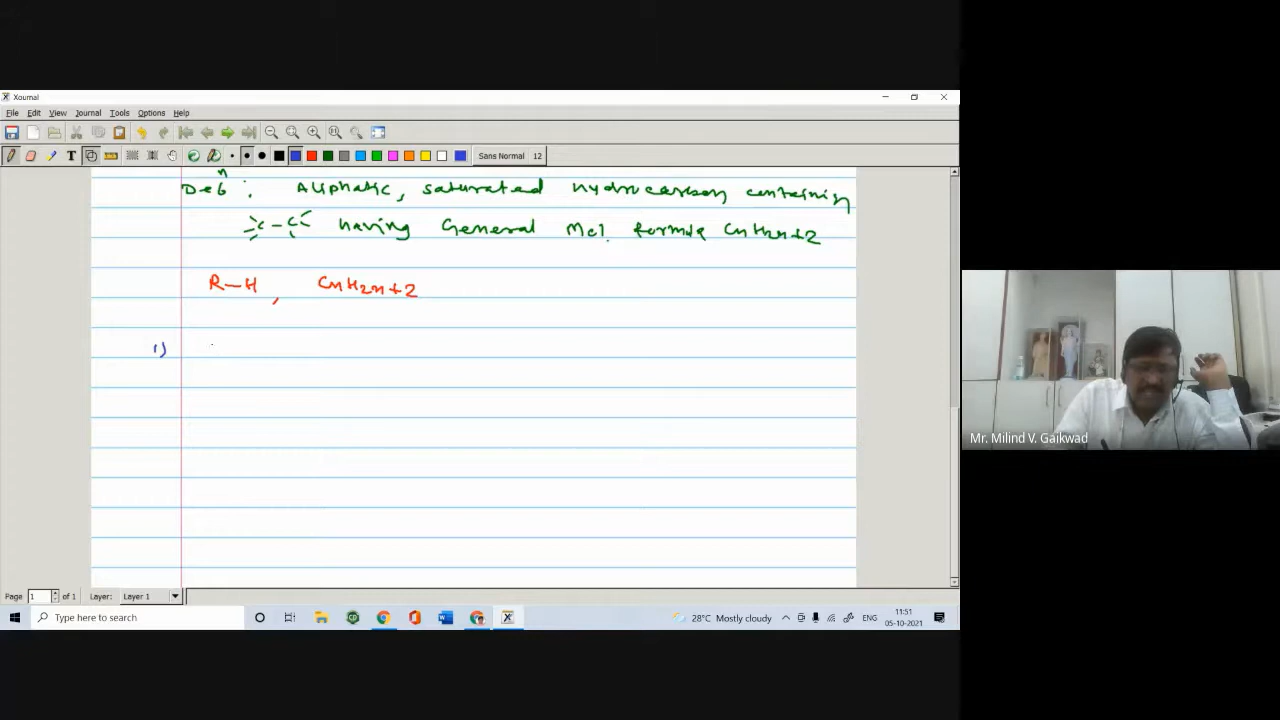 Xournal
File Edit View Journal Tools Options Help
Sans Normal 12
Defn : Aliphatic, saturated hydrocarbon containing
-C-C- having General Mol. formula CnH2n+2
R-H, CnH2n+2
1)
Mr. Milind V. Gaikwad
Page 1 of 1 Layer: Layer 1
Type here to search
28°C Mostly cloudy ENG 11:51
05-10-2021